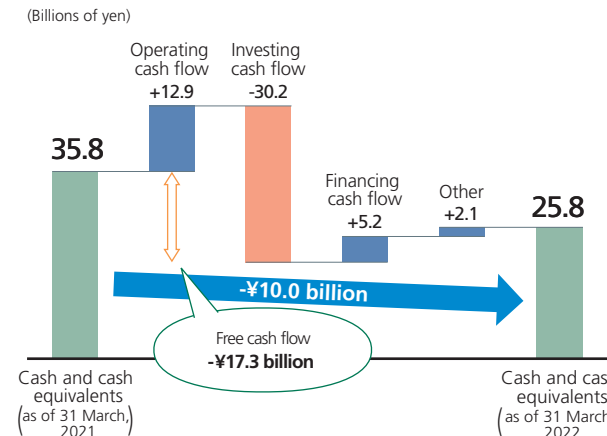 (Billions of yen)
Operating
cash flow
+12.9
Investing
cash flow
-30.2
35.8
Financing
cash flow
+5.2
Other
+2.1
25.8
-¥10.0 billion
Free cash flow
-¥17.3 billion
Cash and cash
equivalents
(as of 31 March,
2021)
Cash and cas
equivalents
(as of 31 March
2022